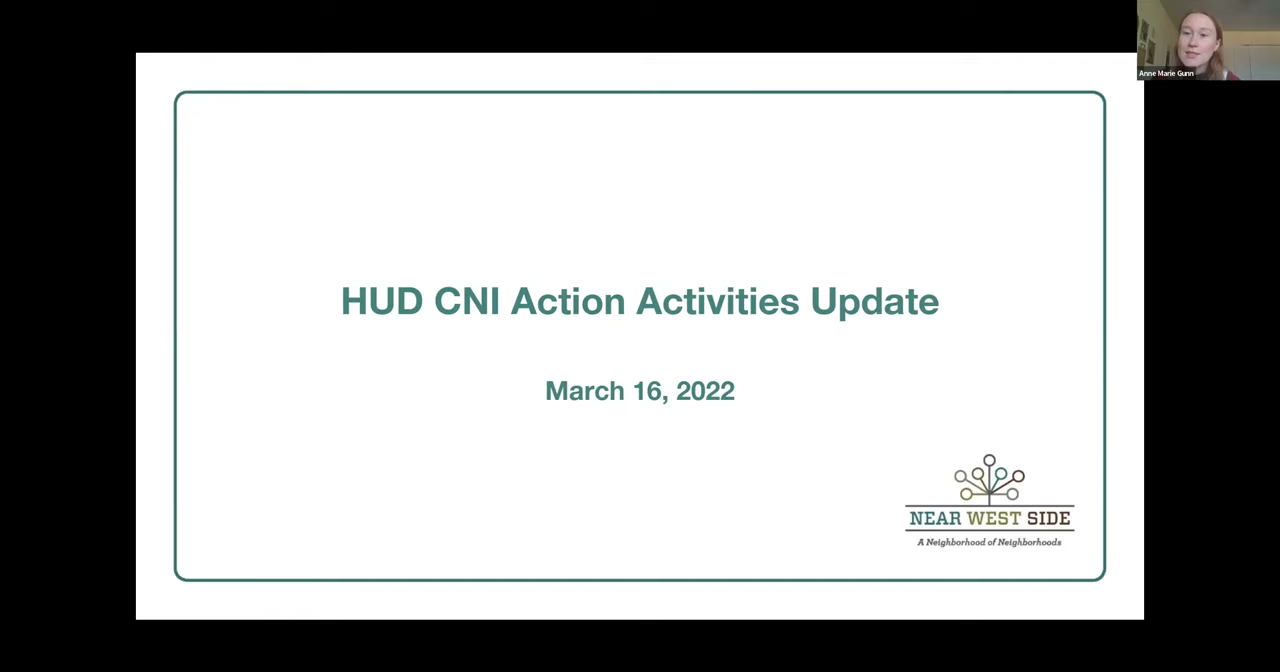 Anne Marie Gunn
HUD CNI Action Activities Update
March 16, 2022
NEAR WEST SIDE
A Neighborhood of Neighborhoods